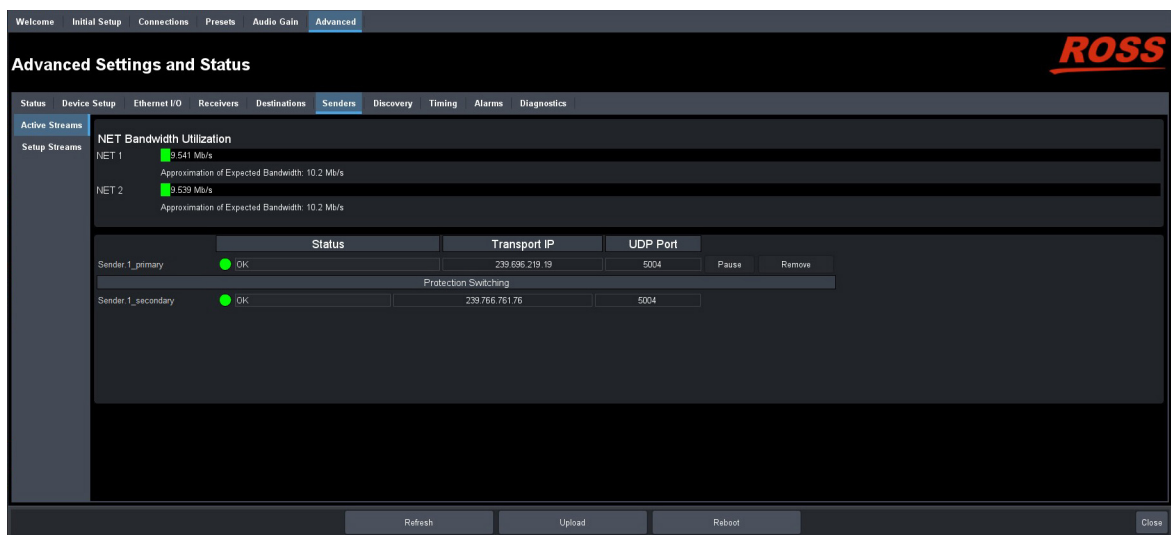 Welcome Initial Setup Connections Presets Audio Gain Advanced
ROSS
Advanced Settings and Status
Status Device Setup Ethernet I/O Receivers Destinations Senders Discovery Timing Alarms Diagnostics
Active Streams
Setup Streams
NET Bandwidth Utilization
NET 1 9.541 Mb/s
Approximation of Expected Bandwidth: 10.2 Mb/s
NET 2 9.539 Mb/s
Approximation of Expected Bandwidth: 10.2 Mb/s
Status Transport IP UDP Port
Sender.1_primary OK 239.696.219.19 5004 Pause Remove
Protection Switching
Sender.1_secondary OK 239.766.761.76 5004
Refresh Upload Reboot Close